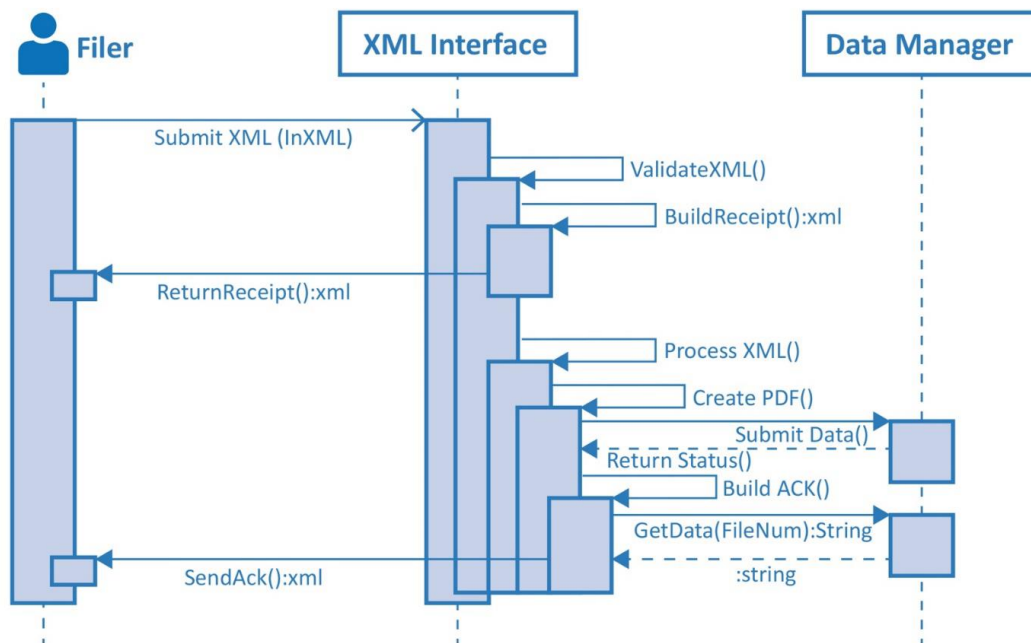 Filer
XML Interface
Data Manager
Submit XML (InXML)
ValidateXML()
BuildReceipt():xml
ReturnReceipt():xml
Process XML()
Create PDF()
Submit Data()
Return Status()
Build ACK()
GetData(FileNum):String
SendAck():xml
:string